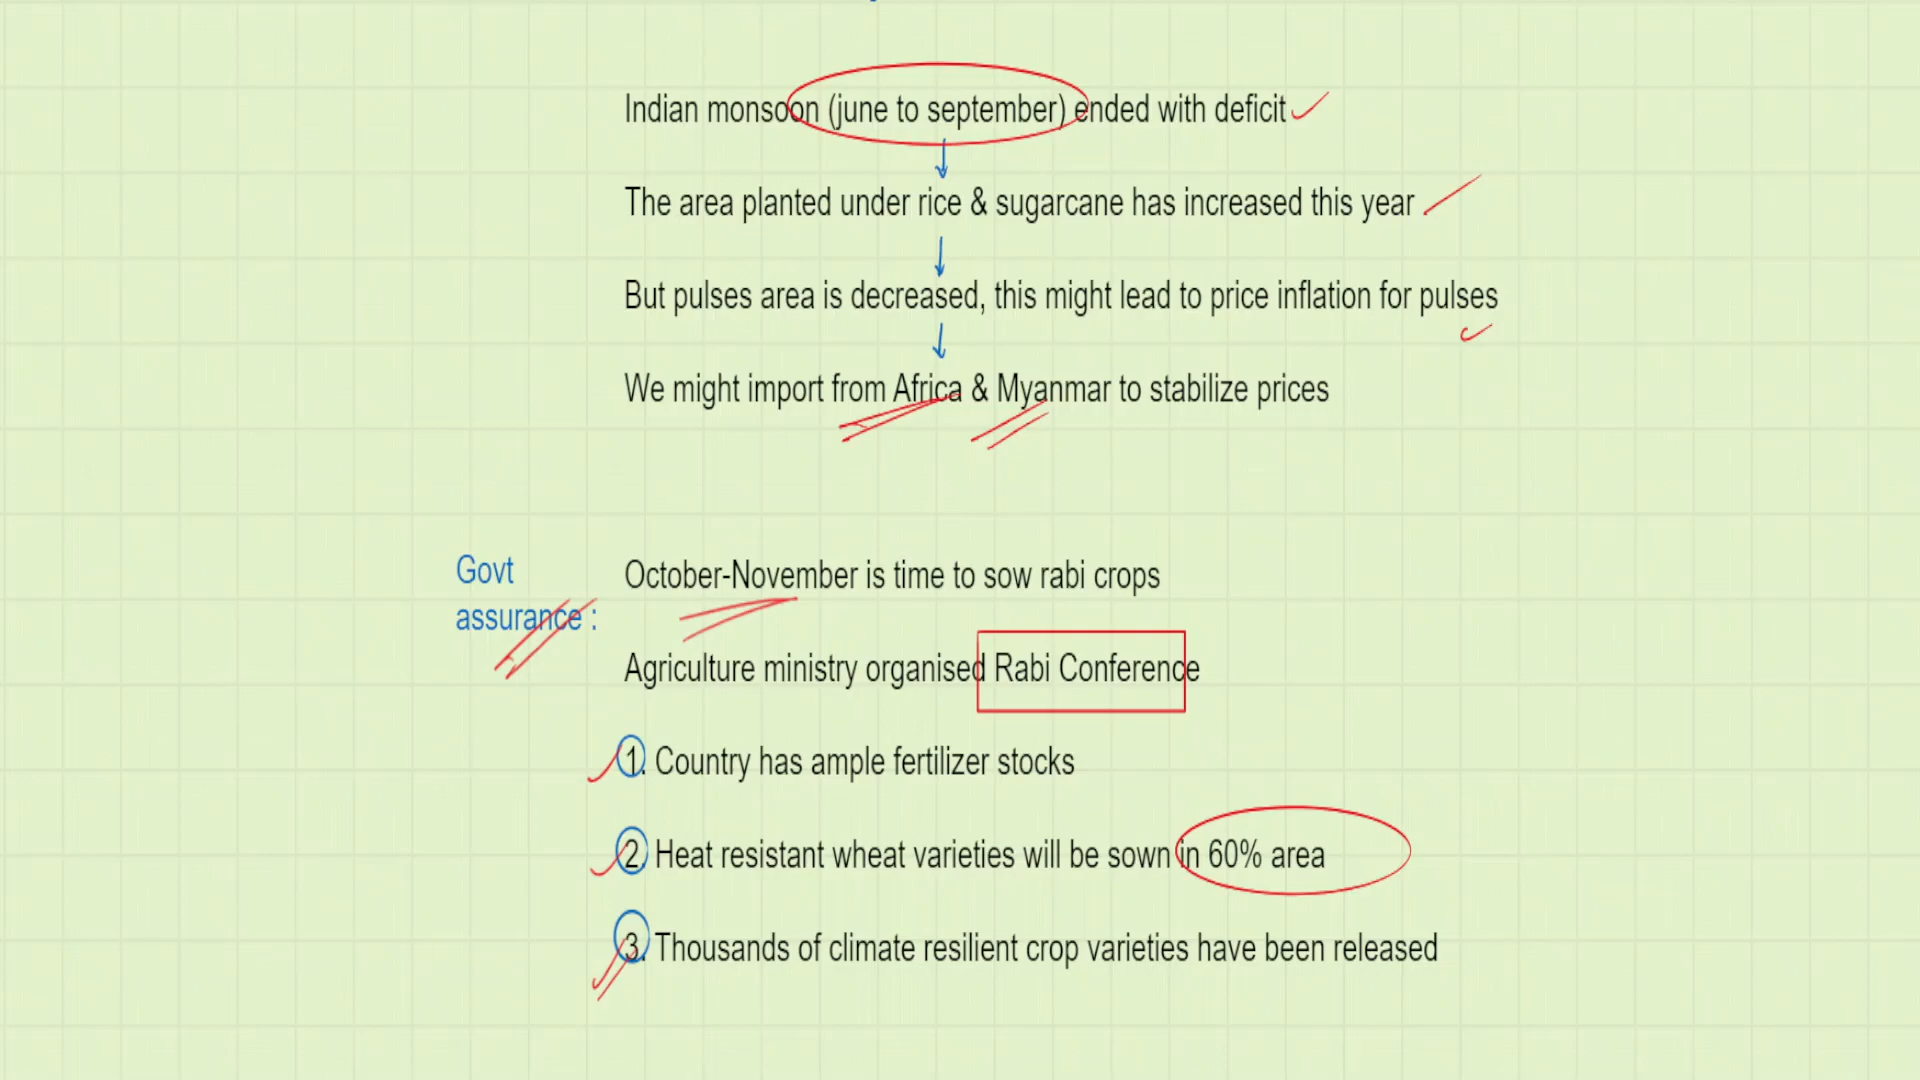 Indian monsoon (june to september) ended with deficit
The area planted under rice & sugarcane has increased this year
But pulses area is decreased, this might lead to price inflation for pulses
We might import from Africa & Myanmar to stabilize prices
Govt
assurance :
October-November is time to sow rabi crops
Agriculture ministry organised Rabi Conference
1. Country has ample fertilizer stocks
2. Heat resistant wheat varieties will be sown in 60% area
3. Thousands of climate resilient crop varieties have been released